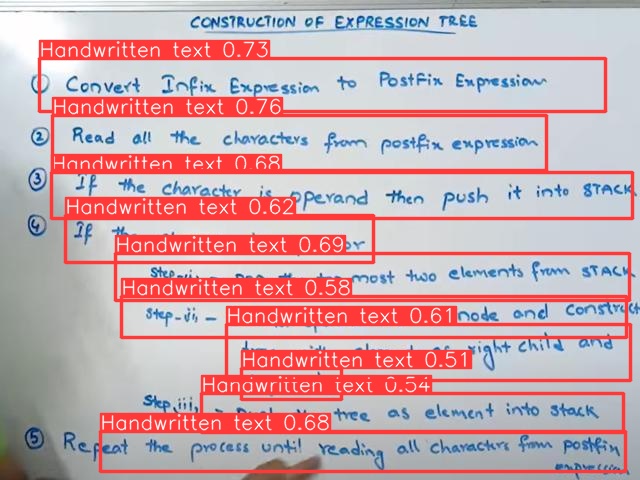 CONSTRUCTION OF EXPRESSION TREE
Handwritten text 0.73
① Convert Infix Expression to Postfix Expression
Handwritten text 0.76
② Read all the characters from postfix expression
Handwritten text 0.68
③ If the character is operand then push it into STACK
Handwritten text 0.62
④ If the
Handwritten text 0.69
most two elements from STACK
Handwritten text 0.58
Step-ii, - node and construct
Handwritten text 0.61
right child and
Handwritten text 0.51
Handwritten text 0.54
Step iii, - tree as element into stack
Handwritten text 0.68
⑤ Repeat the process until reading all characters from postfix
expression